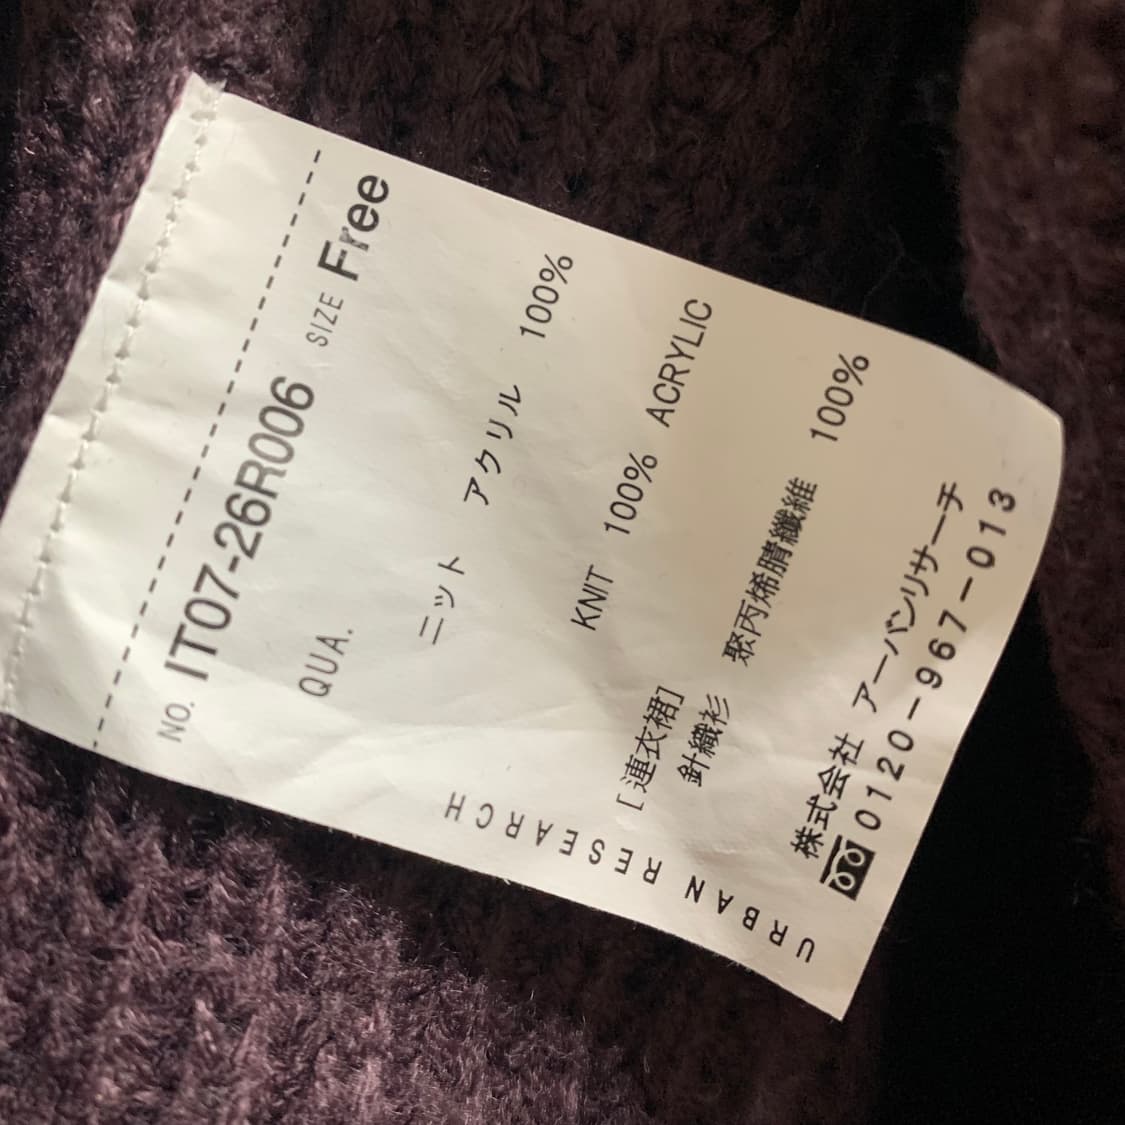 NO. IT07-26R006 SIZE Free
QUA.
ニット アクリル 100%
KNIT 100% ACRYLIC
[連衣裙]
針織衫 聚丙烯腈纖維 100%
株式会社 アーバンリサーチ
0120-967-013
URBAN RESEARCH